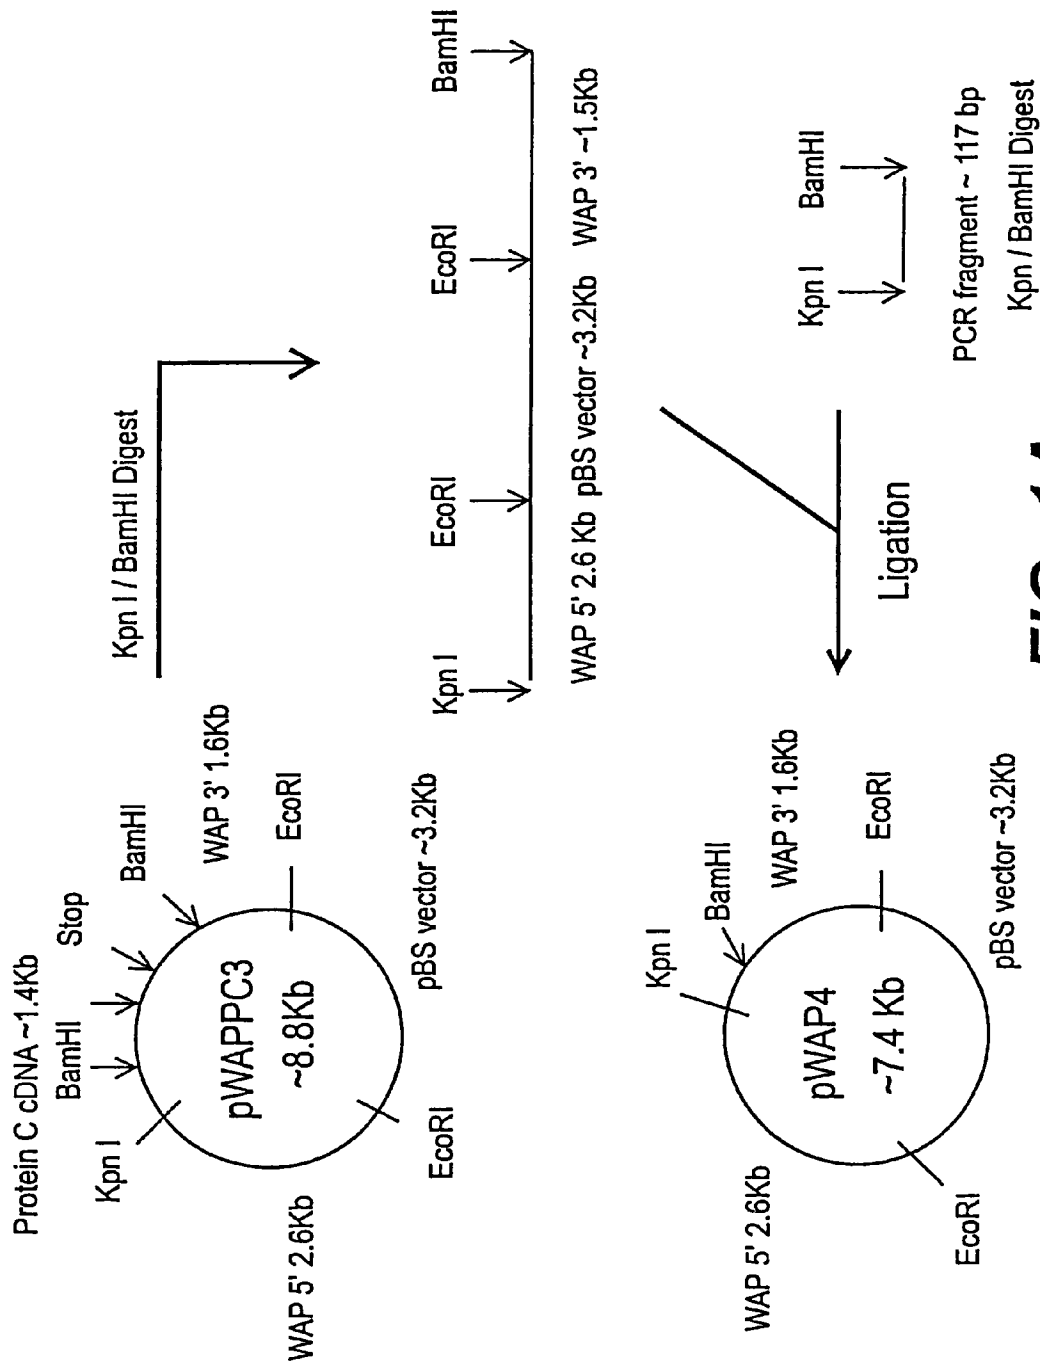 Protein C cDNA ~1.4Kb
BamHI
Stop
BamHI
Kpn I
WAP 3' 1.6Kb
pWAPPC3
~8.8Kb
EcoRI
WAP 5' 2.6Kb
EcoRI
pBS vector ~3.2Kb
Kpn I / BamHI Digest
Kpn I
EcoRI
EcoRI
BamHI
WAP 5' 2.6 Kb pBS vector ~3.2Kb WAP 3' ~1.5Kb
Kpn I
BamHI
PCR fragment ~ 117 bp
Kpn / BamHI Digest
Ligation
Kpn I
BamHI
WAP 5' 2.6Kb
WAP 3' 1.6Kb
pWAP4
~7.4 Kb
EcoRI
EcoRI
pBS vector ~3.2Kb